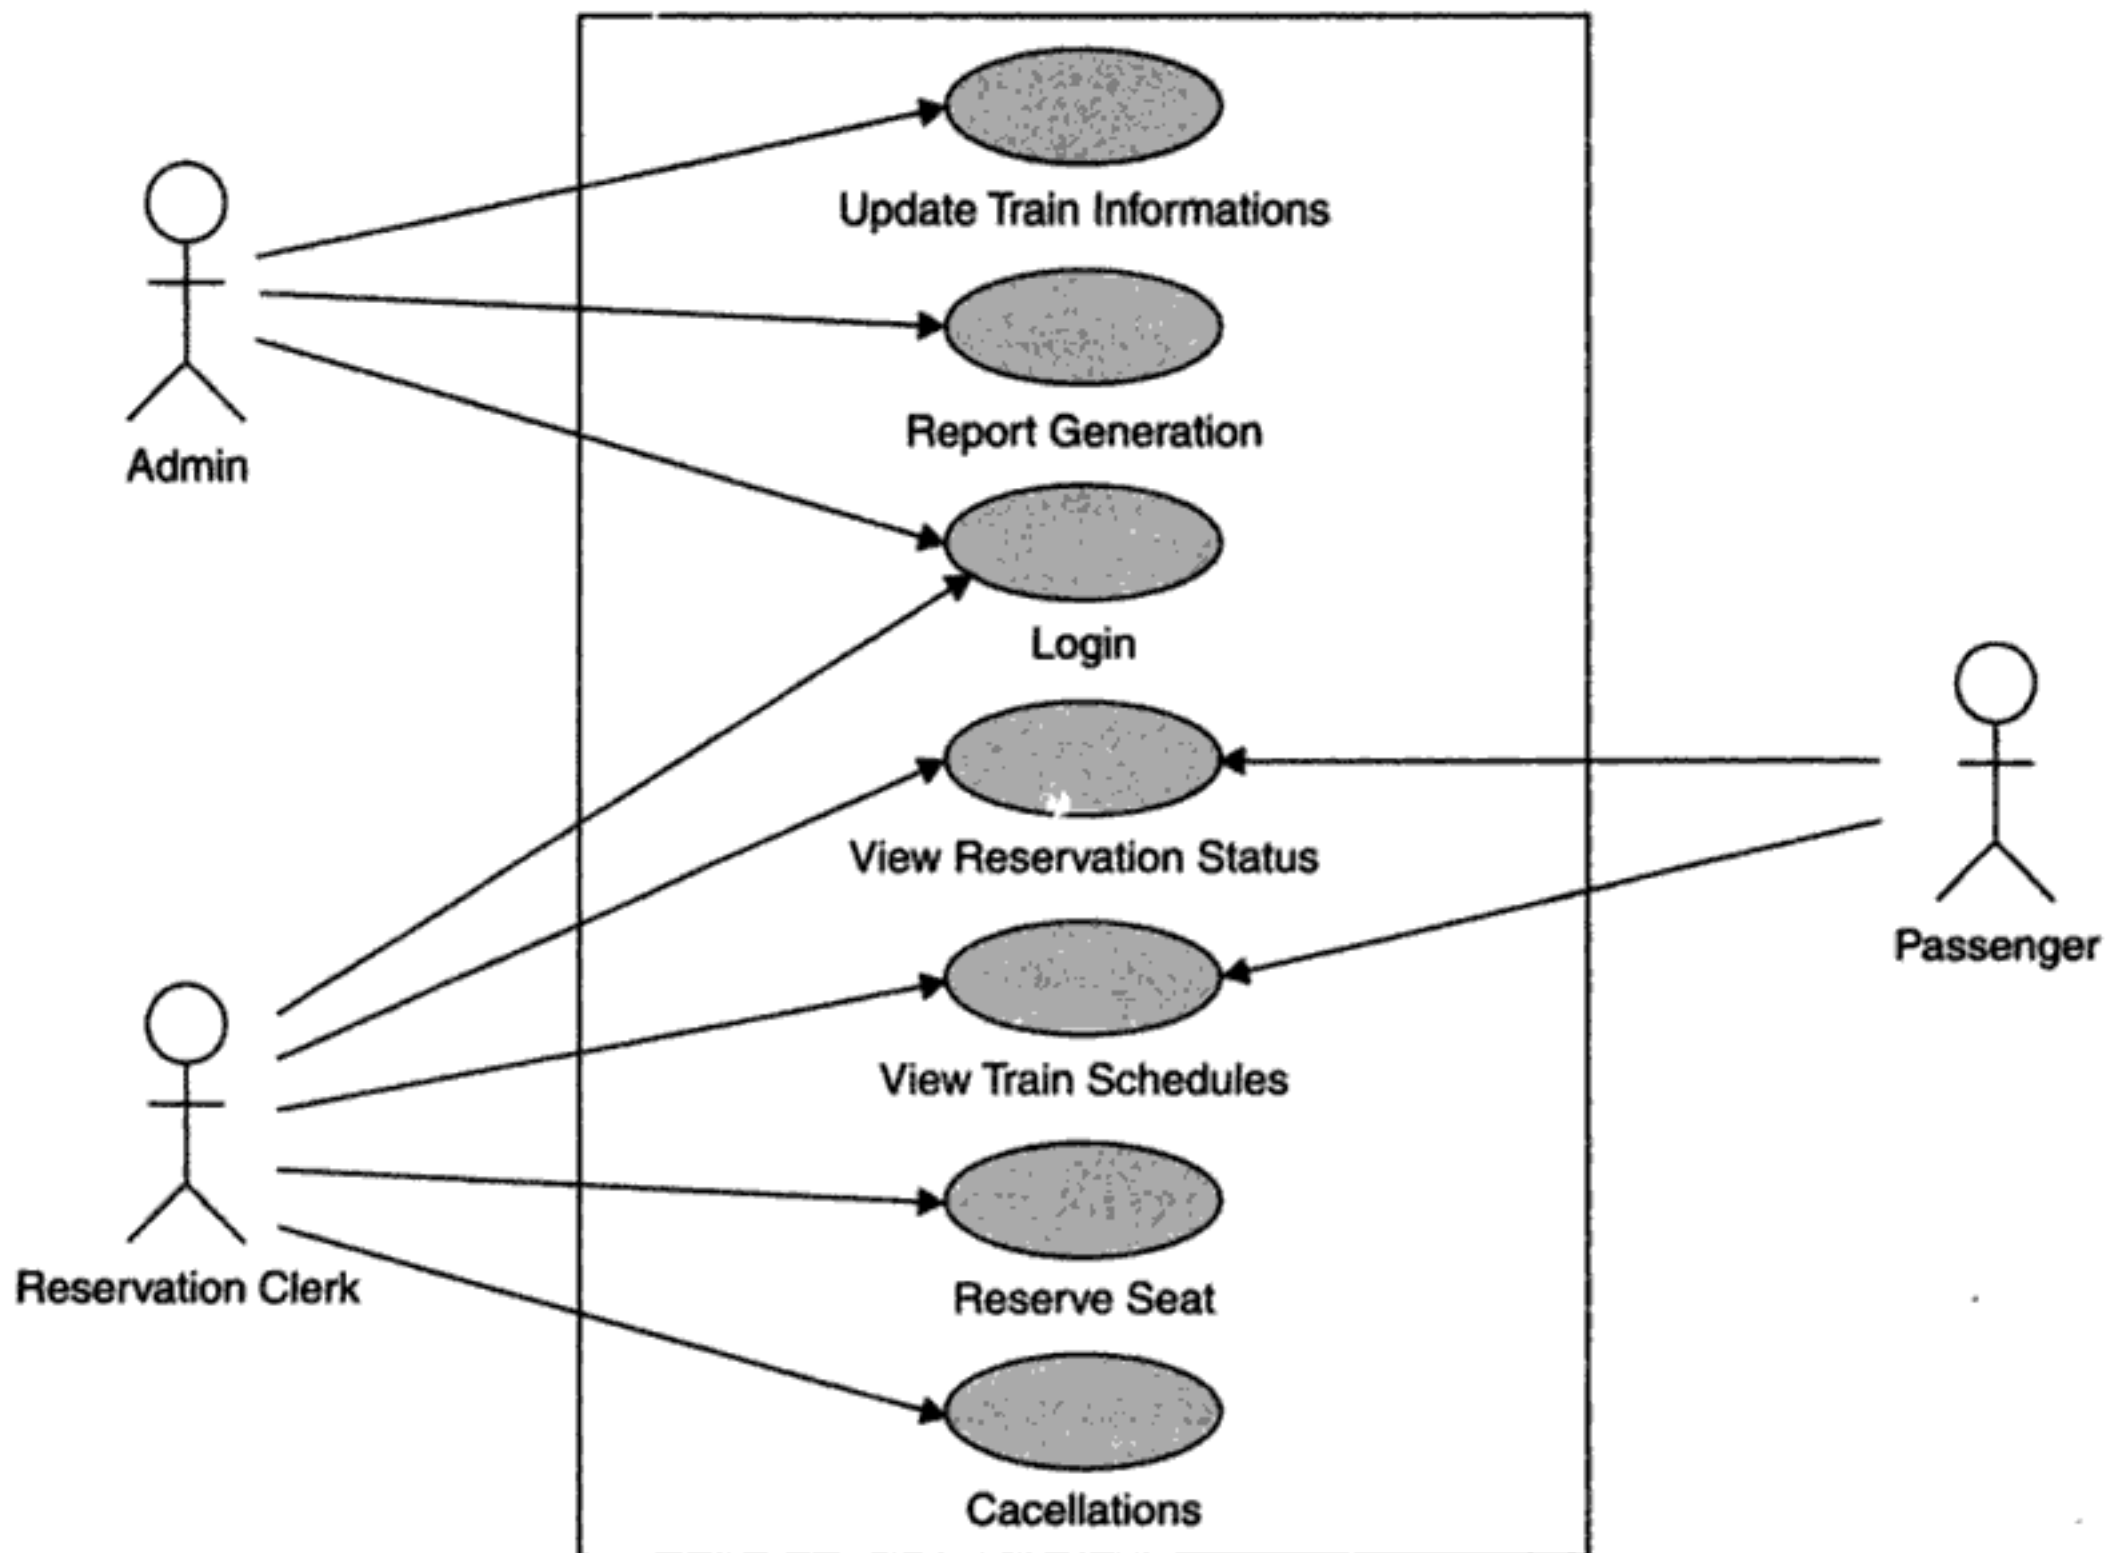 Update Train Informations
Report Generation
Admin
Login
View Reservation Status
Passenger
View Train Schedules
Reservation Clerk
Reserve Seat
Cacellations